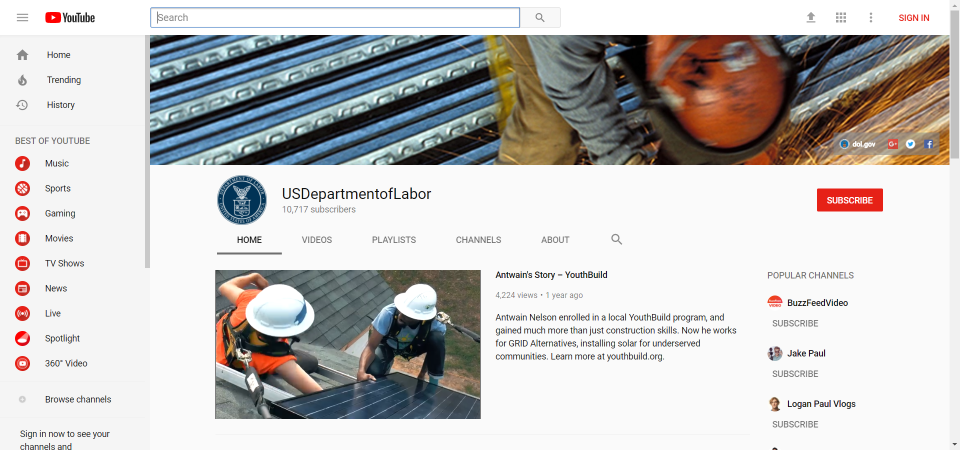 YouTube
Search
SIGN IN
Home
Trending
History
BEST OF YOUTUBE
Music
Sports
Gaming
Movies
TV Shows
News
Live
Spotlight
360° Video
Browse channels
Sign in now to see your
channels and
dol.gov
USDepartmentofLabor
10,717 subscribers
SUBSCRIBE
HOME
VIDEOS
PLAYLISTS
CHANNELS
ABOUT
Antwain's Story – YouthBuild
4,224 views • 1 year ago
Antwain Nelson enrolled in a local YouthBuild program, and
gained much more than just construction skills. Now he works
for GRID Alternatives, installing solar for underserved
communities. Learn more at youthbuild.org.
POPULAR CHANNELS
BuzzFeedVideo
SUBSCRIBE
Jake Paul
SUBSCRIBE
Logan Paul Vlogs
SUBSCRIBE